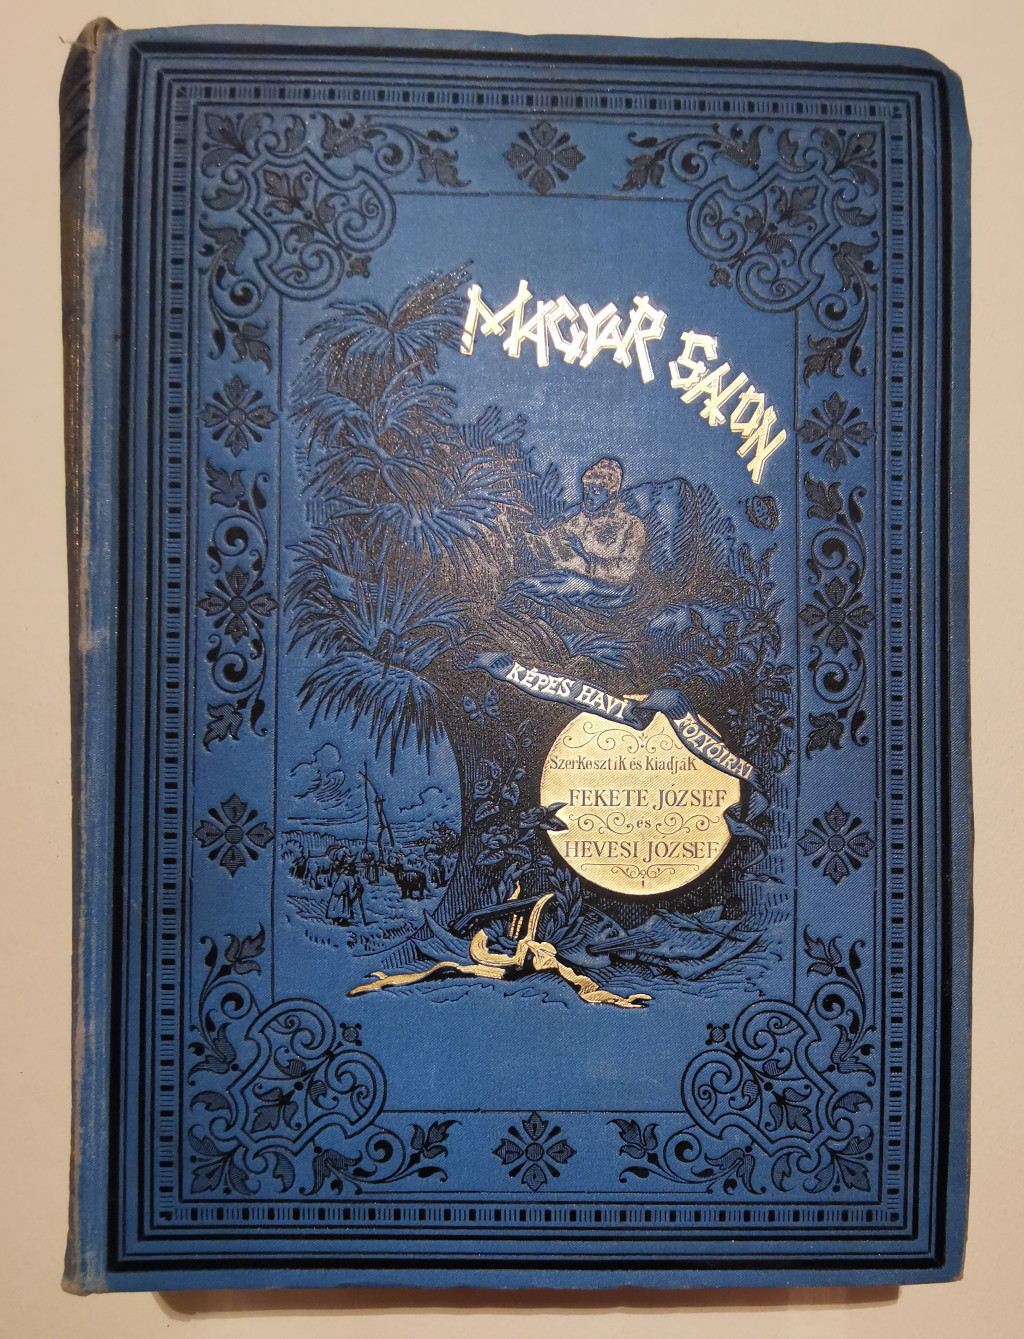 MAGYAR SALON
KÉPES HAVI FOLYÓIRAT
Szerkesztik és kiadják
FEKETE JÓZSEF
és
HEVESI JÓZSEF